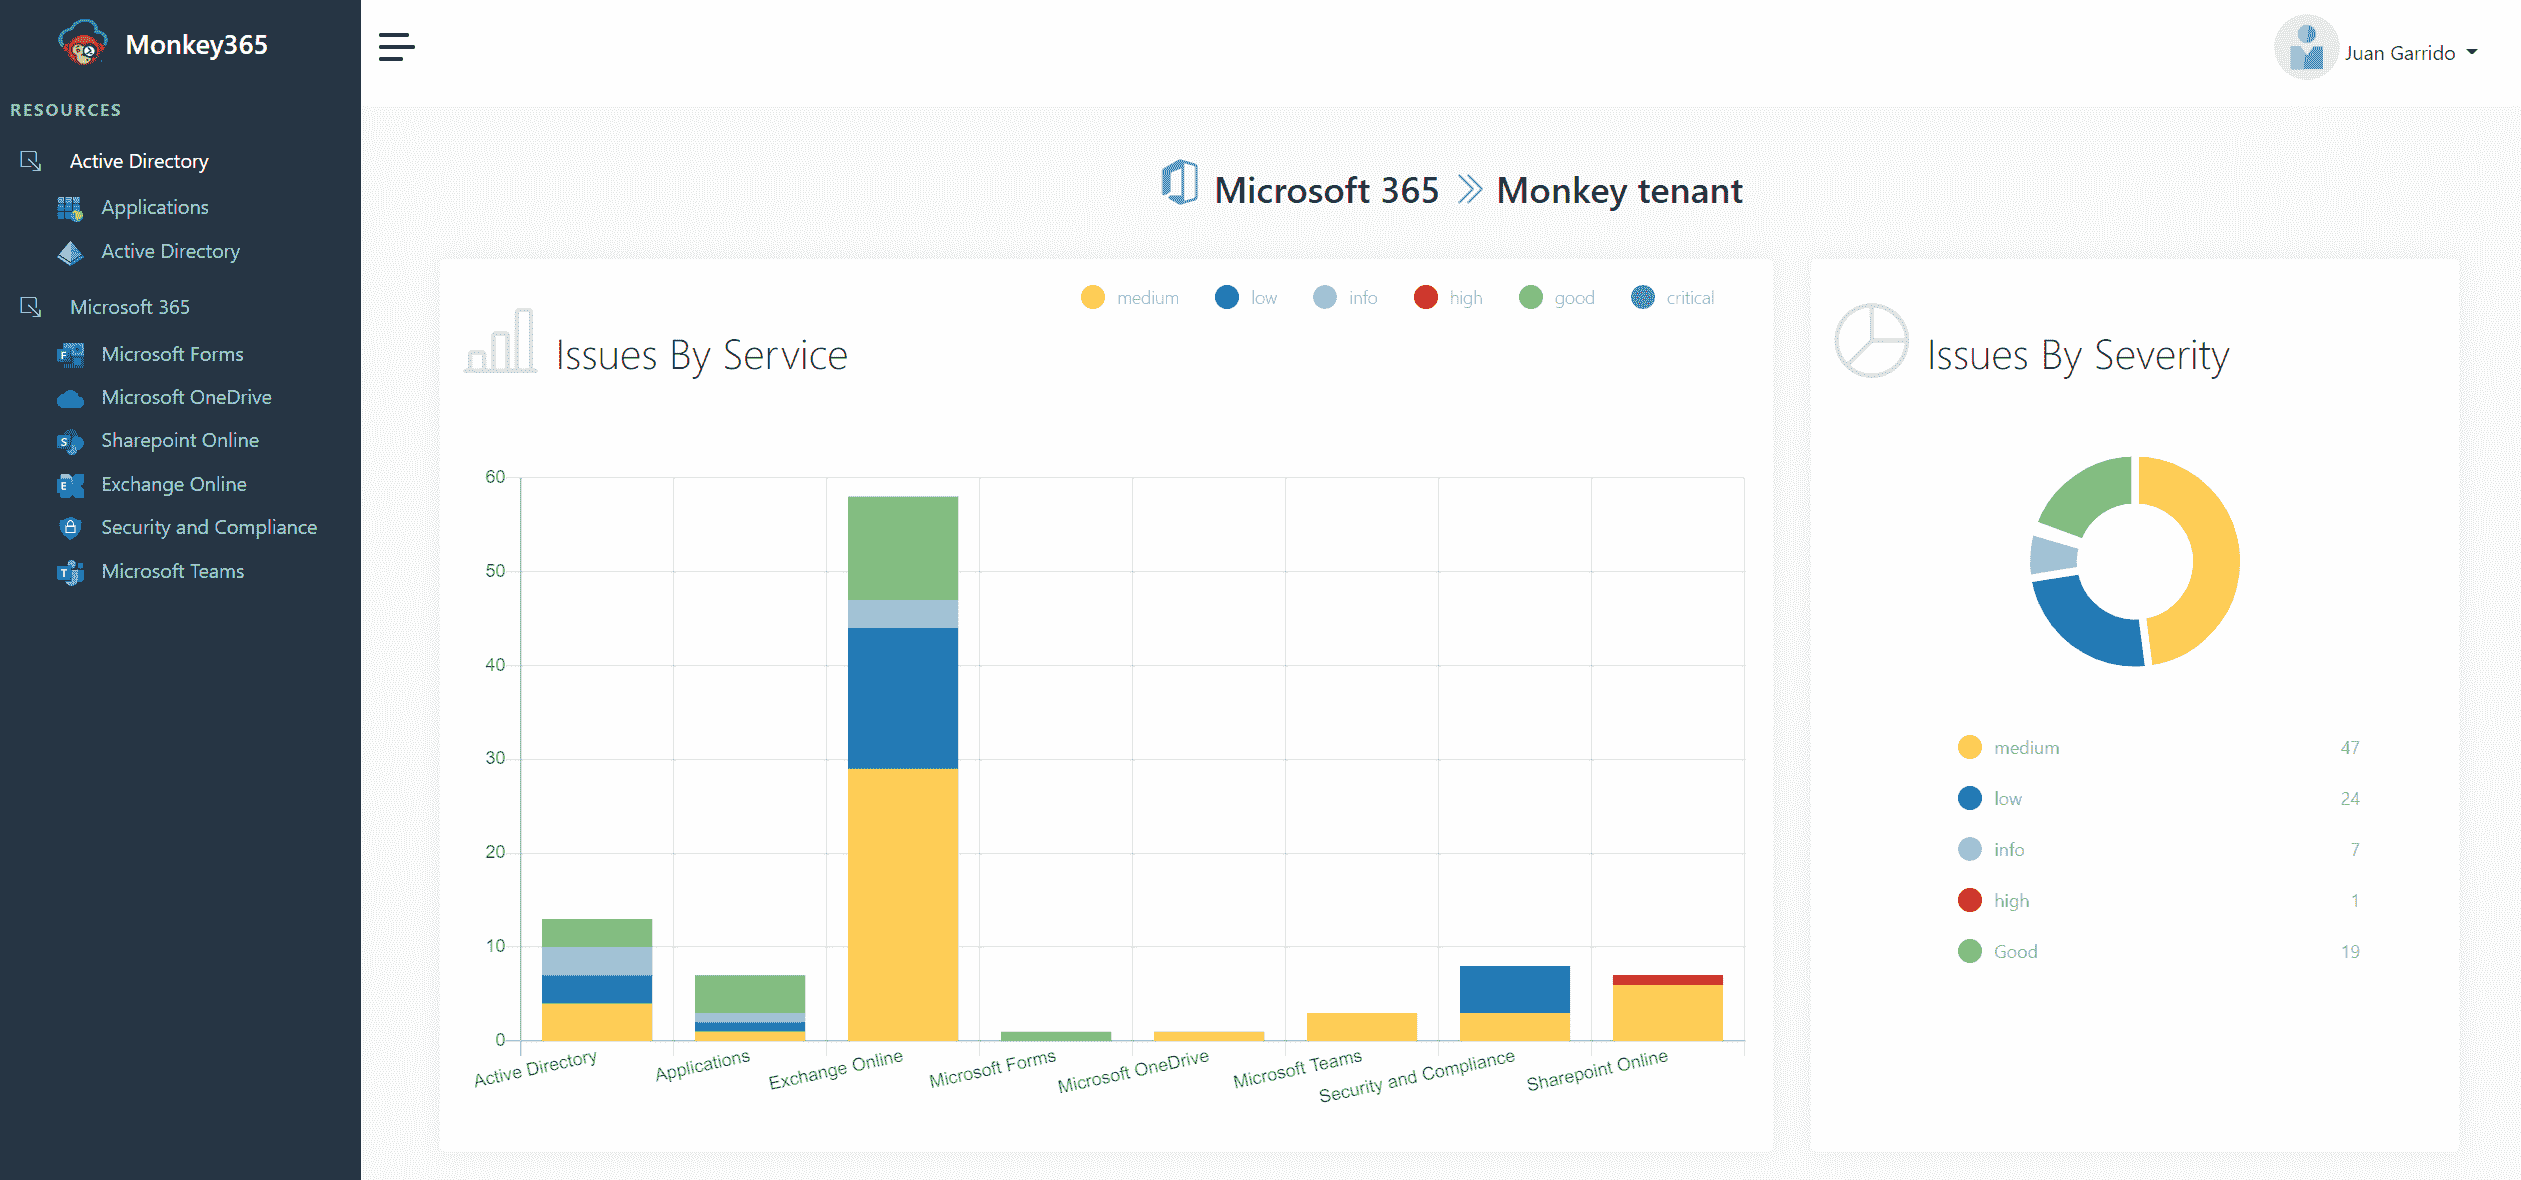 Monkey365
RESOURCES
Active Directory
Applications
Active Directory
Microsoft 365
F Microsoft Forms
Microsoft OneDrive
S Sharepoint Online
E Exchange Online
Security and Compliance
T Microsoft Teams
Juan Garrido
Microsoft 365 Monkey tenant
medium low info high good critical
Issues By Service
60
50
40
30
20
10
0
Active Directory Applications Exchange Online Microsoft Forms Microsoft OneDrive Microsoft Teams Security and Compliance Sharepoint Online
Issues By Severity
medium 47
low 24
info 7
high 1
Good 19